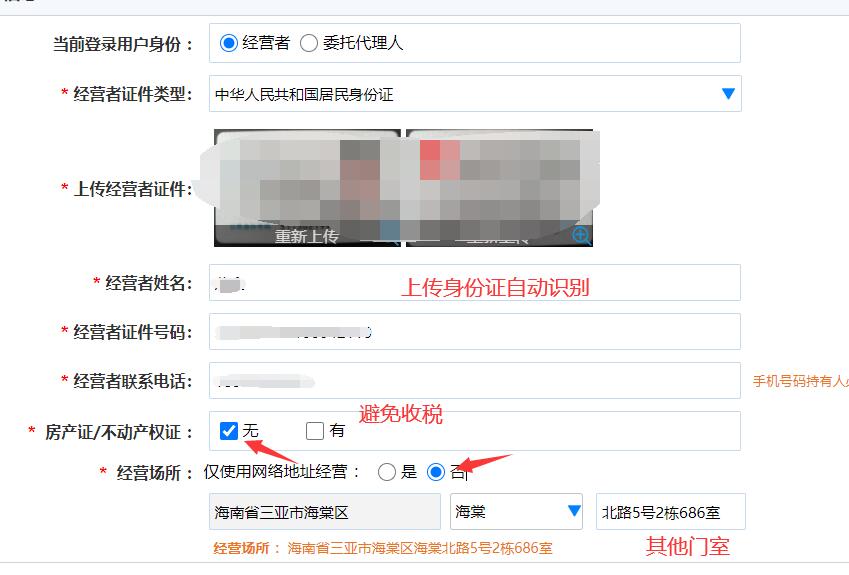 当前登录用户身份： 经营者 委托代理人
* 经营者证件类型： 中华人民共和国居民身份证
* 上传经营者证件：
重新上传
* 经营者姓名： 上传身份证自动识别
* 经营者证件号码：
* 经营者联系电话： 手机号码持有人
避免收税
* 房产证/不动产权证： 无 有
* 经营场所： 仅使用网络地址经营： 是 否
海南省三亚市海棠区 海棠 北路5号2栋686室
经营场所：海南省三亚市海棠区海棠北路5号2栋686室
其他门室